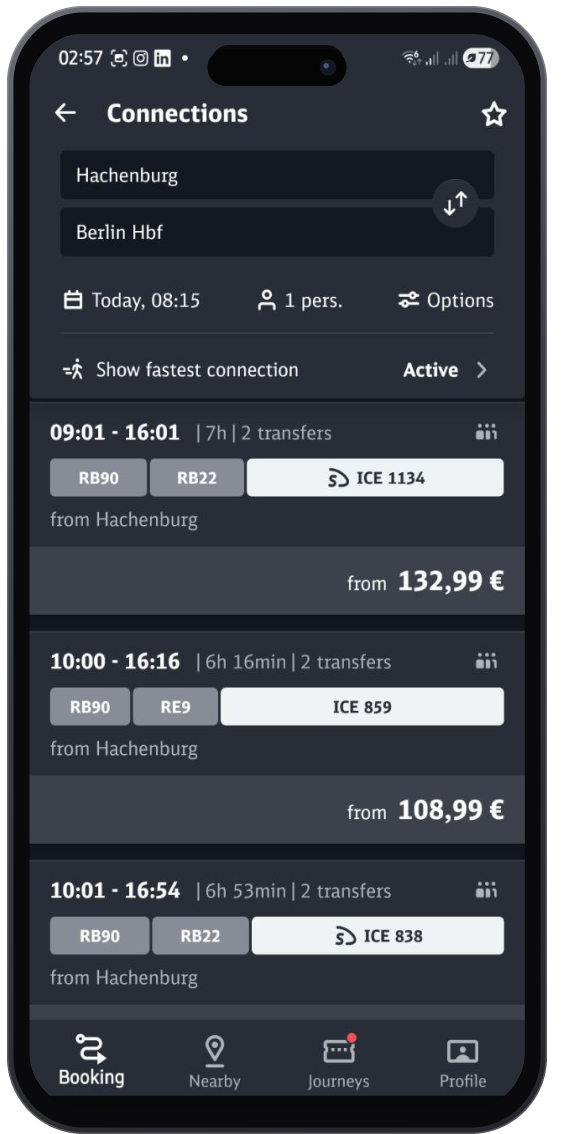 02:57 77
Connections
Hachenburg
Berlin Hbf
Today, 08:15 1 pers. Options
Show fastest connection Active
09:01 - 16:01 | 7h | 2 transfers
RB90 RB22 ICE 1134
from Hachenburg
from 132,99 €
10:00 - 16:16 | 6h 16min | 2 transfers
RB90 RE9 ICE 859
from Hachenburg
from 108,99 €
10:01 - 16:54 | 6h 53min | 2 transfers
RB90 RB22 ICE 838
from Hachenburg
Booking Nearby Journeys Profile